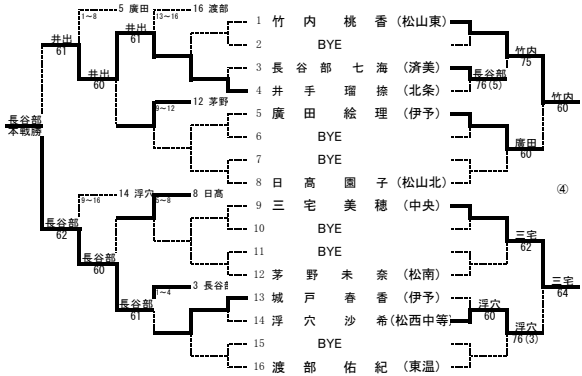 5 廣田
1~8
16 渡部
13~16
井出
61
井出
61
井出
60
12 茅野
9~12
長谷部
本戦勝
14 浮穴
9~16
8 日髙
5~8
長谷部
62
長谷部
60
3 長谷部
1~4
長谷部
61
1 竹内 桃香 (松山東)
2 BYE
3 長谷部 七海 (済美)
4 井手 瑠捺 (北条)
5 廣田 絵理 (伊予)
6 BYE
7 BYE
8 日髙 園子 (松山北)
9 三宅 美穂 (中央)
10 BYE
11 BYE
12 茅野 未奈 (松南)
13 城戸 春香 (伊予)
14 浮穴 沙希 (松西中等)
15 BYE
16 渡部 佑紀 (東温)
竹内
75
長谷部
76(5)
竹内
60
廣田
60
④
三宅
62
三宅
64
浮穴
60
浮穴
76(3)